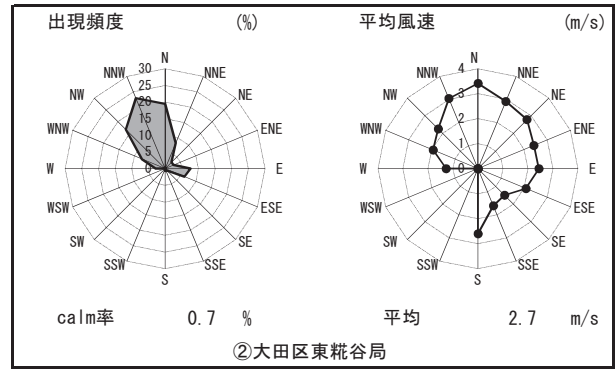 出現頻度 (%)
N
NNE
NE
ENE
E
ESE
SE
SSE
S
SSW
SW
WSW
W
WNW
NW
NNW
30
25
20
15
10
5
0
calm率 0.7 %
平均風速 (m/s)
N
NNE
NE
ENE
E
ESE
SE
SSE
S
SSW
SW
WSW
W
WNW
NW
NNW
4
3
2
1
0
平均 2.7 m/s
②大田区東糀谷局